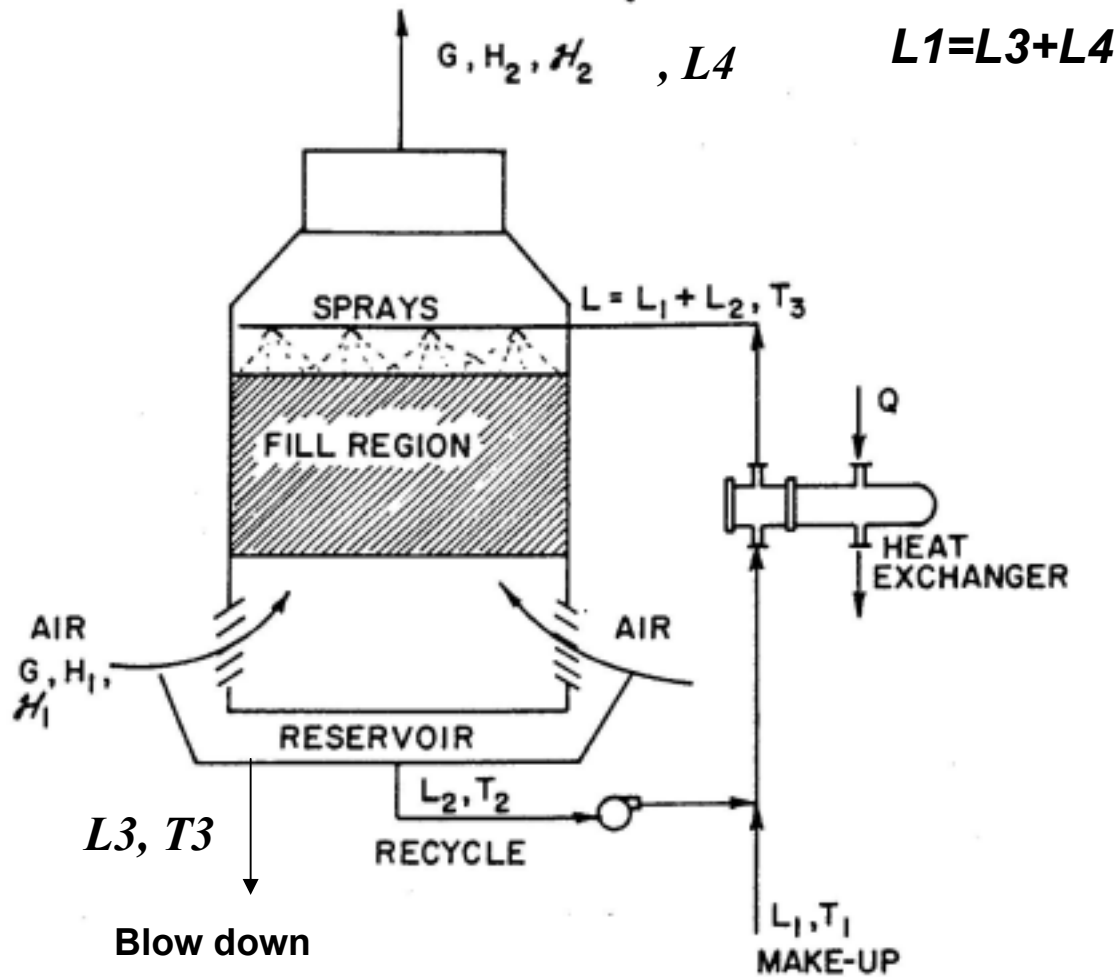 G, H₂, ℋ₂ , L4
L1=L3+L4
SPRAYS
L = L₁ + L₂, T₃
FILL REGION
Q
HEAT
EXCHANGER
AIR
G, H₁,
ℋ₁
AIR
RESERVOIR
L₂, T₂
RECYCLE
L3, T3
Blow down
L₁, T₁
MAKE-UP